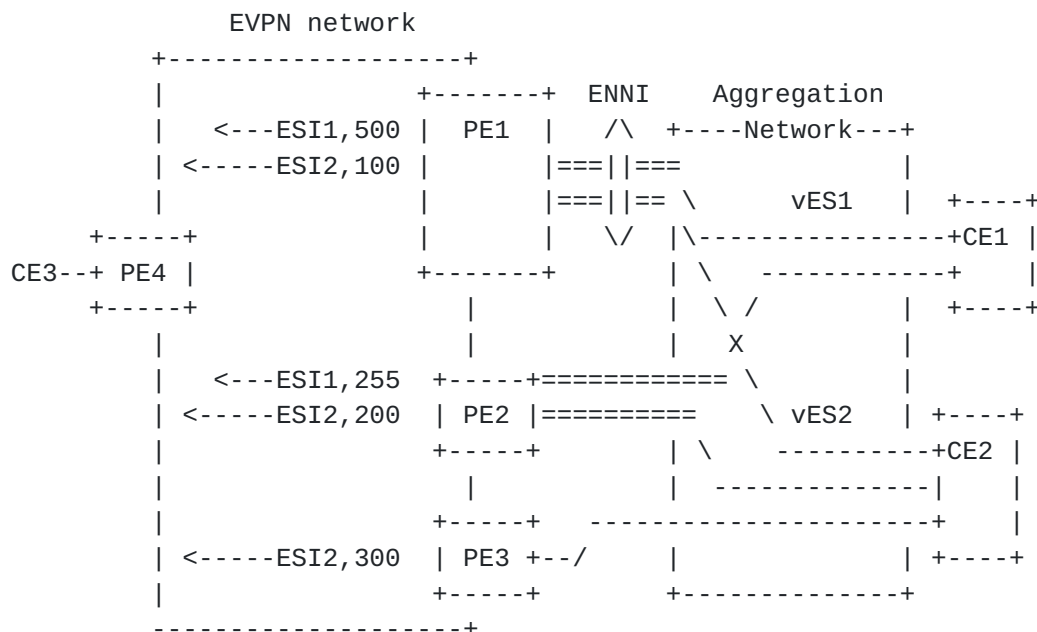 EVPN network
+-------------------+
|                +-------+  ENNI    Aggregation
|   <---ESI1,500 |  PE1  |   /\  +----Network---+
| <-----ESI2,100 |       |===||===              |
|                |       |===||== \      vES1   |  +----+
+-----+              |       |   \/  |\----------------+CE1 |
CE3--+ PE4 |              +-------+       | \   ------------+    |
+-----+                 |            |  \ /         |  +----+
|                   |            |   X          |
|   <---ESI1,255  +-----+============ \         |
| <-----ESI2,200  | PE2 |==========    \ vES2   | +----+
|                 +-----+        | \    ----------+CE2 |
|                   |            |  --------------|    |
|                 +-----+   ----------------------+    |
| <-----ESI2,300  | PE3 +--/     |              | +----+
|                 +-----+        +--------------+
--------------------+